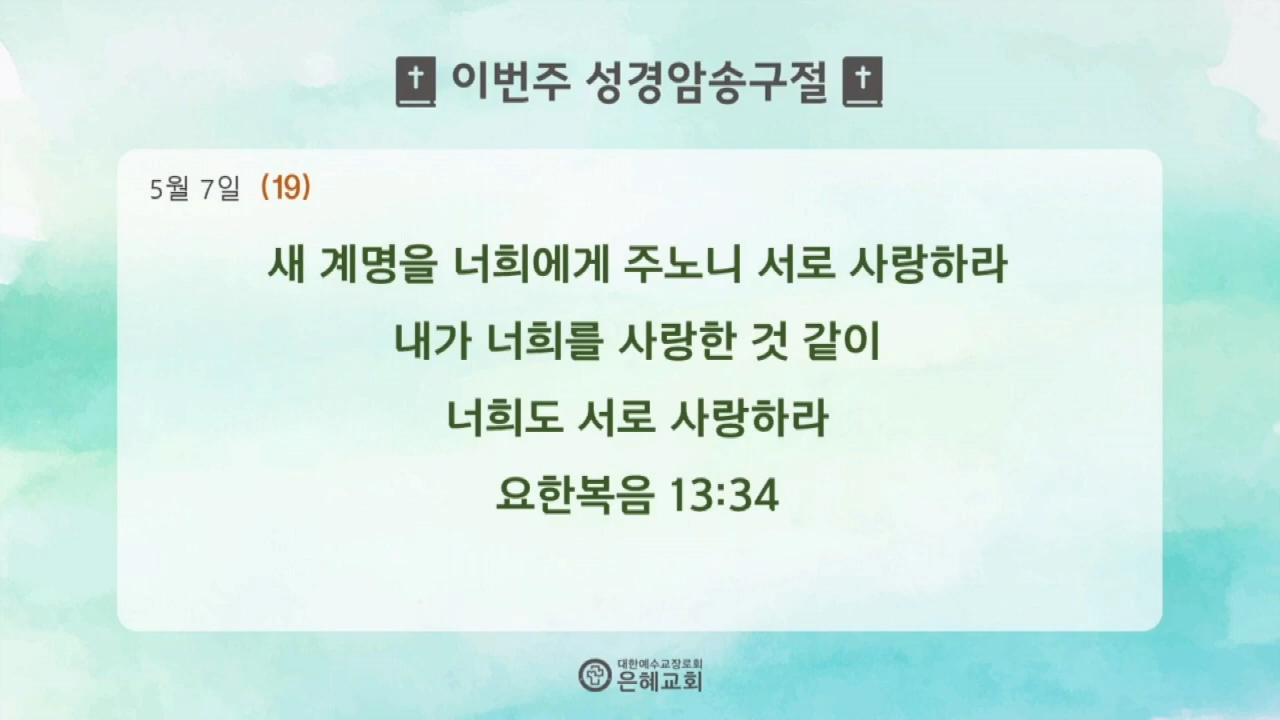 이번주 성경암송구절
5월 7일 (19)
새 계명을 너희에게 주노니 서로 사랑하라
내가 너희를 사랑한 것 같이
너희도 서로 사랑하라
요한복음 13:34
대한예수교장로회
은혜교회